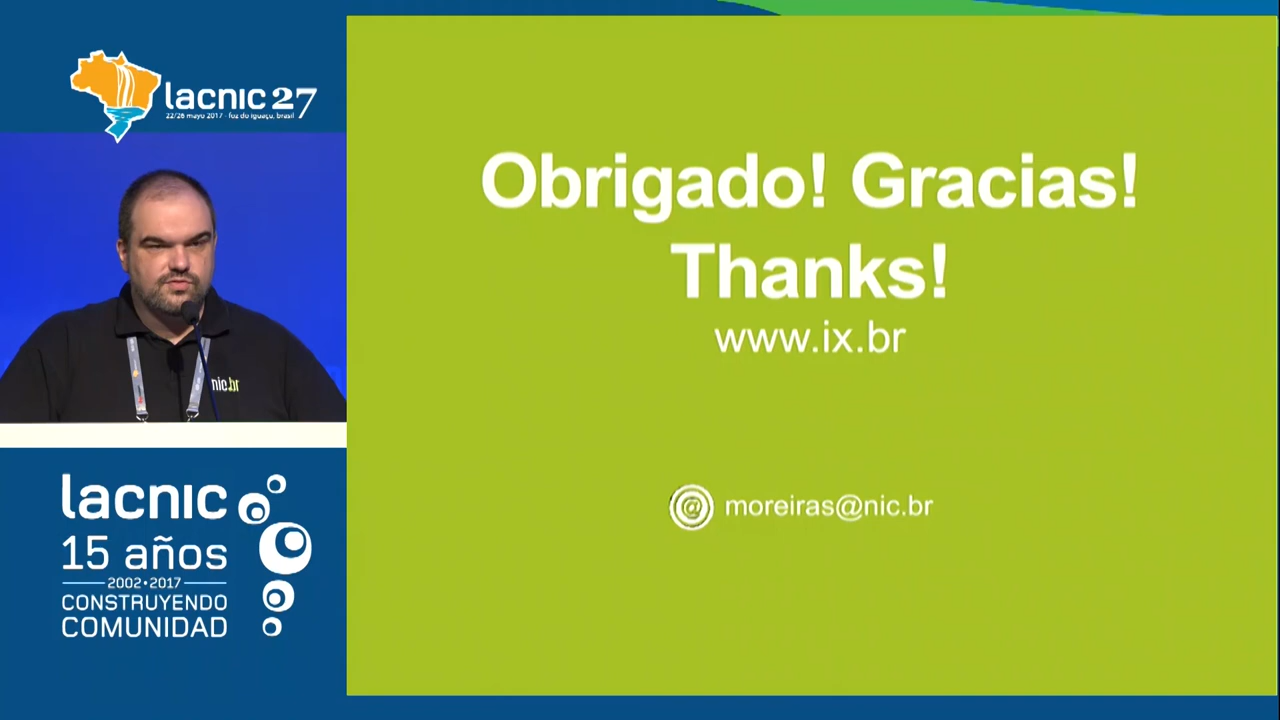 lacnic 27
22/26 mayo 2017 - foz do iguaçu, brasil
Obrigado! Gracias!
Thanks!
www.ix.br
@ moreiras@nic.br
nic.br
lacnic
15 años
2002•2017
CONSTRUYENDO
COMUNIDAD